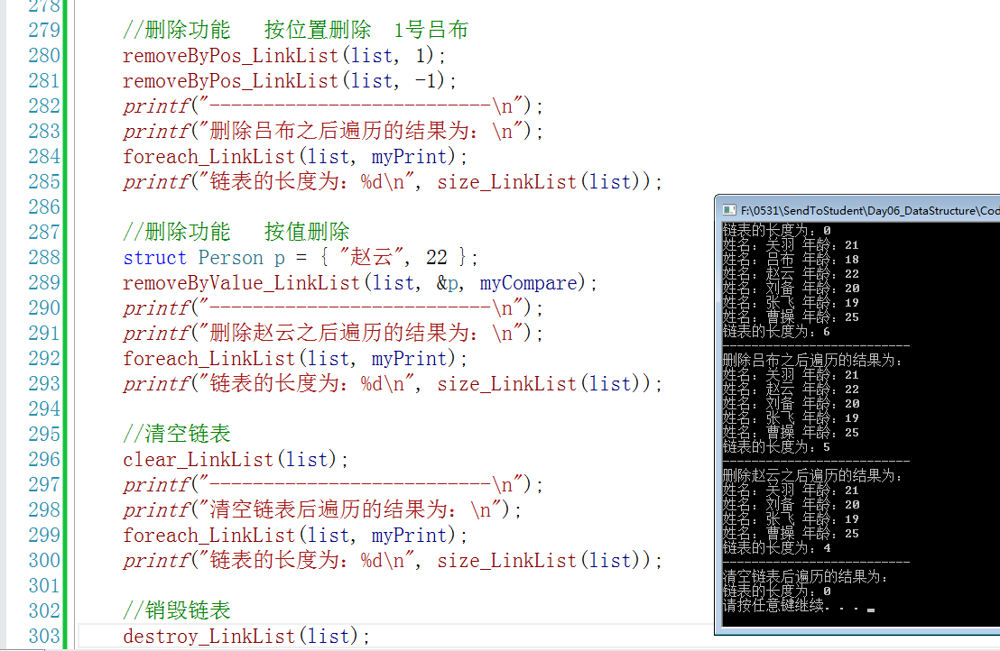 278
279 //删除功能   按位置删除  1号吕布
280 removeByPos_LinkList(list, 1);
281 removeByPos_LinkList(list, -1);
282 printf("--------------------------\n");
283 printf("删除吕布之后遍历的结果为：\n");
284 foreach_LinkList(list, myPrint);
285 printf("链表的长度为：%d\n", size_LinkList(list));
286
287 //删除功能   按值删除
288 struct Person p = { "赵云", 22 };
289 removeByValue_LinkList(list, &p, myCompare);
290 printf("--------------------------\n");
291 printf("删除赵云之后遍历的结果为：\n");
292 foreach_LinkList(list, myPrint);
293 printf("链表的长度为：%d\n", size_LinkList(list));
294
295 //清空链表
296 clear_LinkList(list);
297 printf("--------------------------\n");
298 printf("清空链表后遍历的结果为：\n");
299 foreach_LinkList(list, myPrint);
300 printf("链表的长度为：%d\n", size_LinkList(list));
301
302 //销毁链表
303 destroy_LinkList(list);
F:\0531\SendToStudent\Day06_DataStructure\Cod
链表的长度为：0
姓名：关羽 年龄：21
姓名：吕布 年龄：18
姓名：赵云 年龄：22
姓名：刘备 年龄：20
姓名：张飞 年龄：19
姓名：曹操 年龄：25
链表的长度为：6
--------------------------
删除吕布之后遍历的结果为：
姓名：关羽 年龄：21
姓名：赵云 年龄：22
姓名：刘备 年龄：20
姓名：张飞 年龄：19
姓名：曹操 年龄：25
链表的长度为：5
--------------------------
删除赵云之后遍历的结果为：
姓名：关羽 年龄：21
姓名：刘备 年龄：20
姓名：张飞 年龄：19
姓名：曹操 年龄：25
链表的长度为：4
--------------------------
清空链表后遍历的结果为：
链表的长度为：0
请按任意键继续. . .